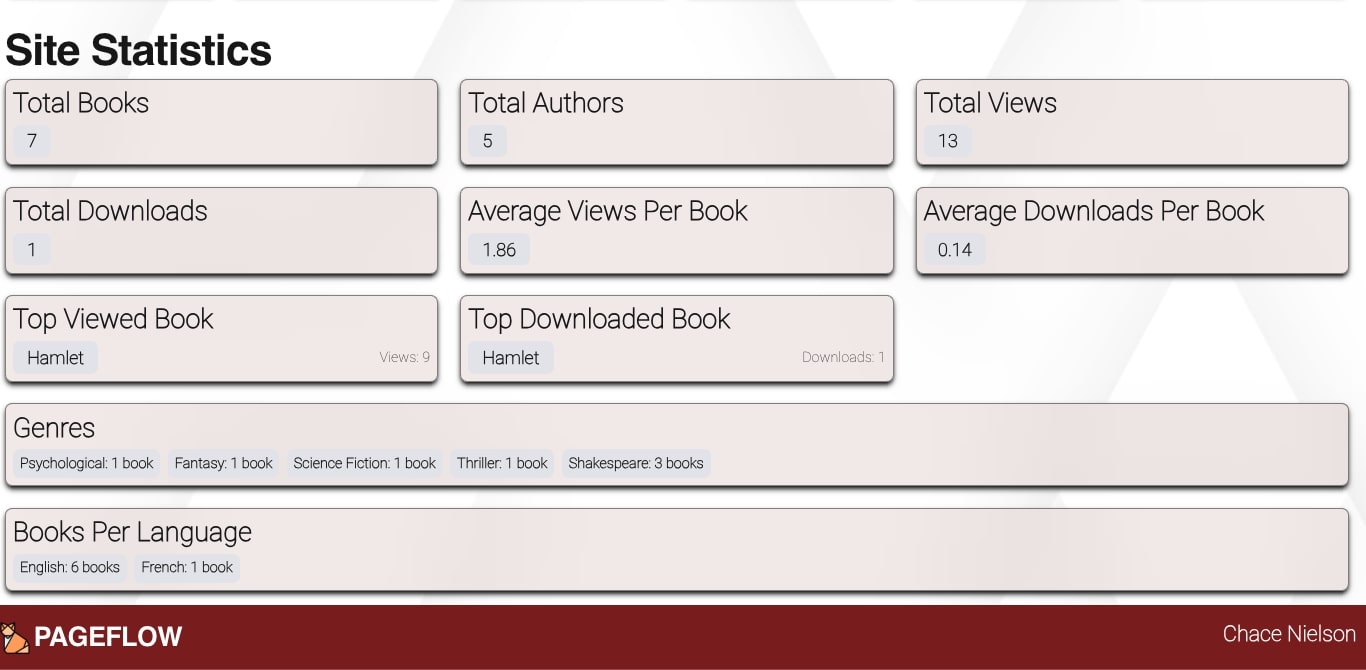 Site Statistics
Total Books
7
Total Authors
5
Total Views
13
Total Downloads
1
Average Views Per Book
1.86
Average Downloads Per Book
0.14
Top Viewed Book
Hamlet
Views: 9
Top Downloaded Book
Hamlet
Downloads: 1
Genres
Psychological: 1 book Fantasy: 1 book Science Fiction: 1 book Thriller: 1 book Shakespeare: 3 books
Books Per Language
English: 6 books French: 1 book
PAGEFLOW
Chace Nielson